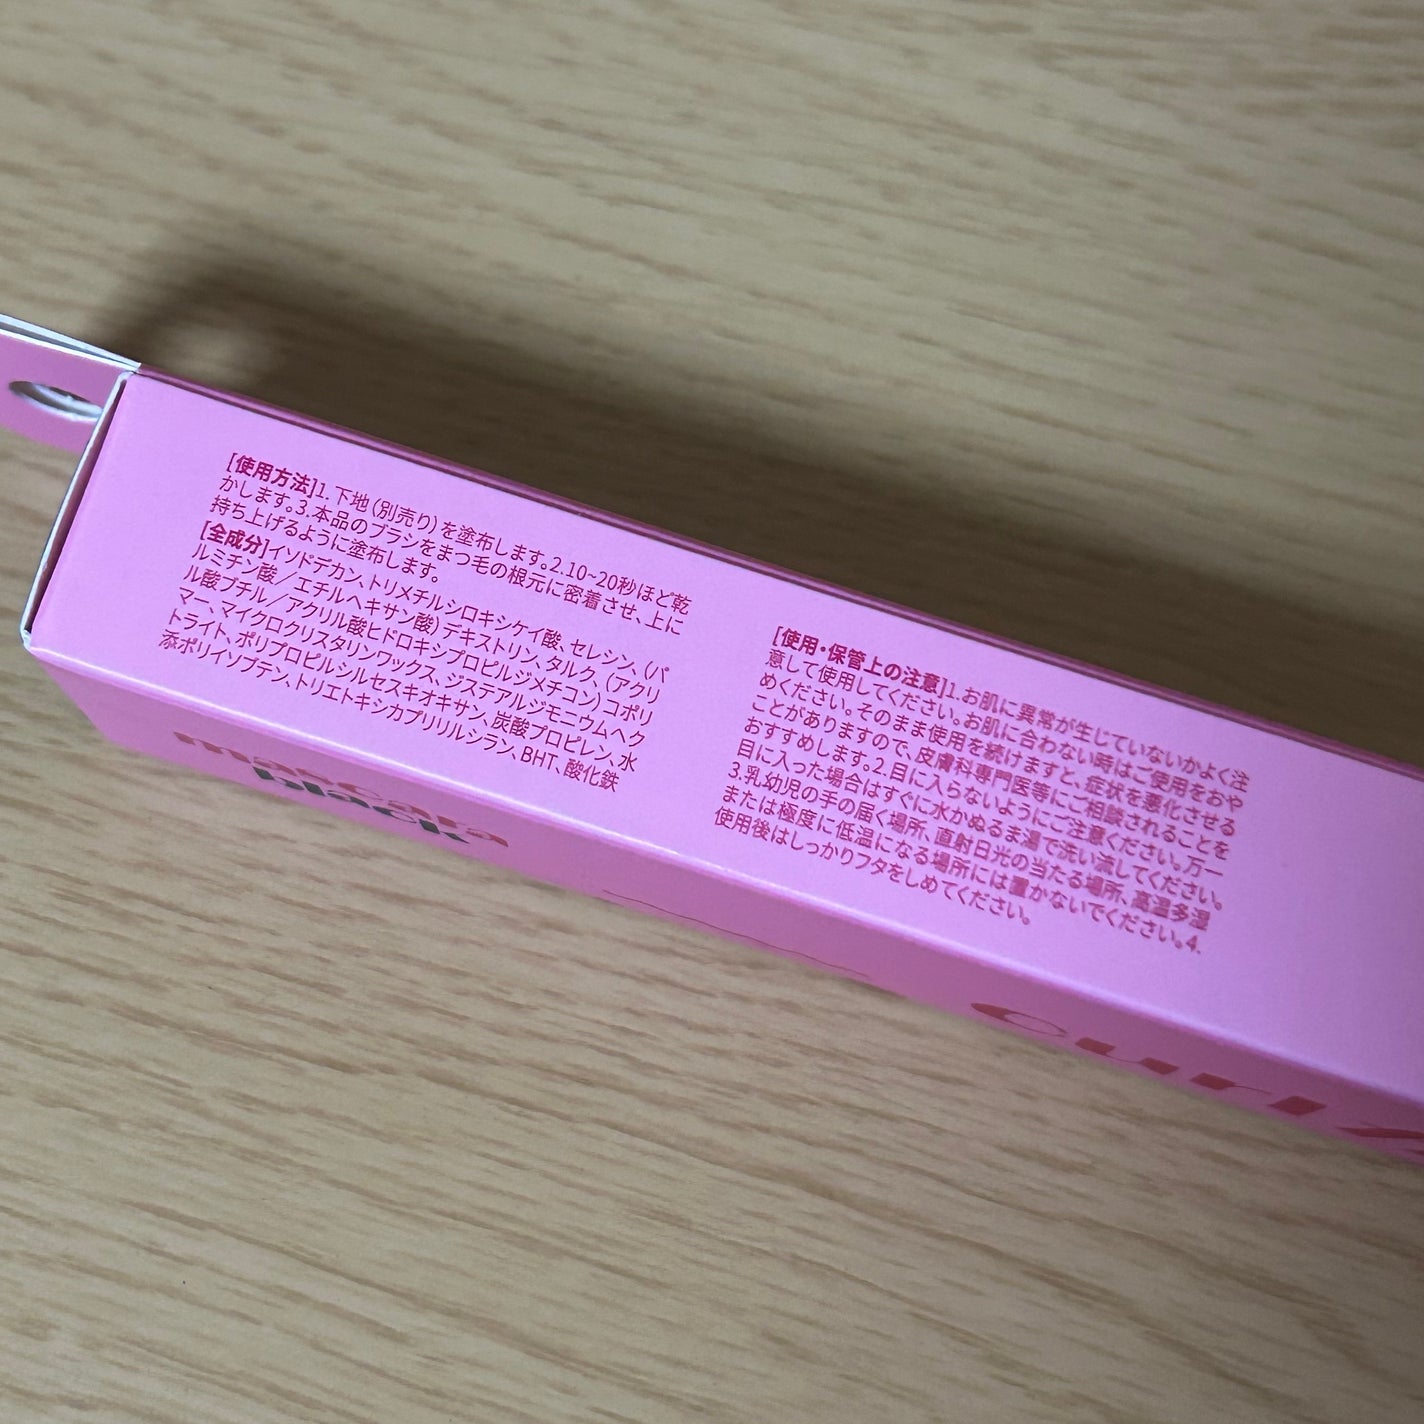 [使用方法]1. 下地(別売り)を塗布します。2.10~20秒ほど乾
かします。3.本品のブラシをまつ毛の根元に密着させ、上に
持ち上げるように塗布します。
[全成分]イソドデカン、トリメチルシロキシケイ酸、セレシン、(パ
ルミチン酸/エチルヘキサン酸)デキストリン、タルク、(アクリ
ル酸ブチル/アクリル酸ヒドロキシプロピルジメチコン)コポリ
マー、マイクロクリスタリンワックス、ジステアルジモニウムヘク
トライト、ポリプロピルシルセスキオキサン、炭酸プロピレン、水
添ポリイソブテン、トリエトキシカプリリルシラン、BHT、酸化鉄
[使用・保管上の注意]1. お肌に異常が生じていないかよく注
意して使用してください。お肌に合わない時はご使用をおや
めください。そのまま使用を続けますと、症状を悪化させる
ことがありますので、皮膚科専門医等にご相談されることを
おすすめします。2.目に入らないようにご注意ください。万一
目に入った場合はすぐに水かぬるま湯で洗い流してください。
3.乳幼児の手の届く場所、直射日光の当たる場所、高温多湿
または極度に低温になる場所には置かないでください。4.
使用後はしっかりフタをしめてください。
mascara
black
curl